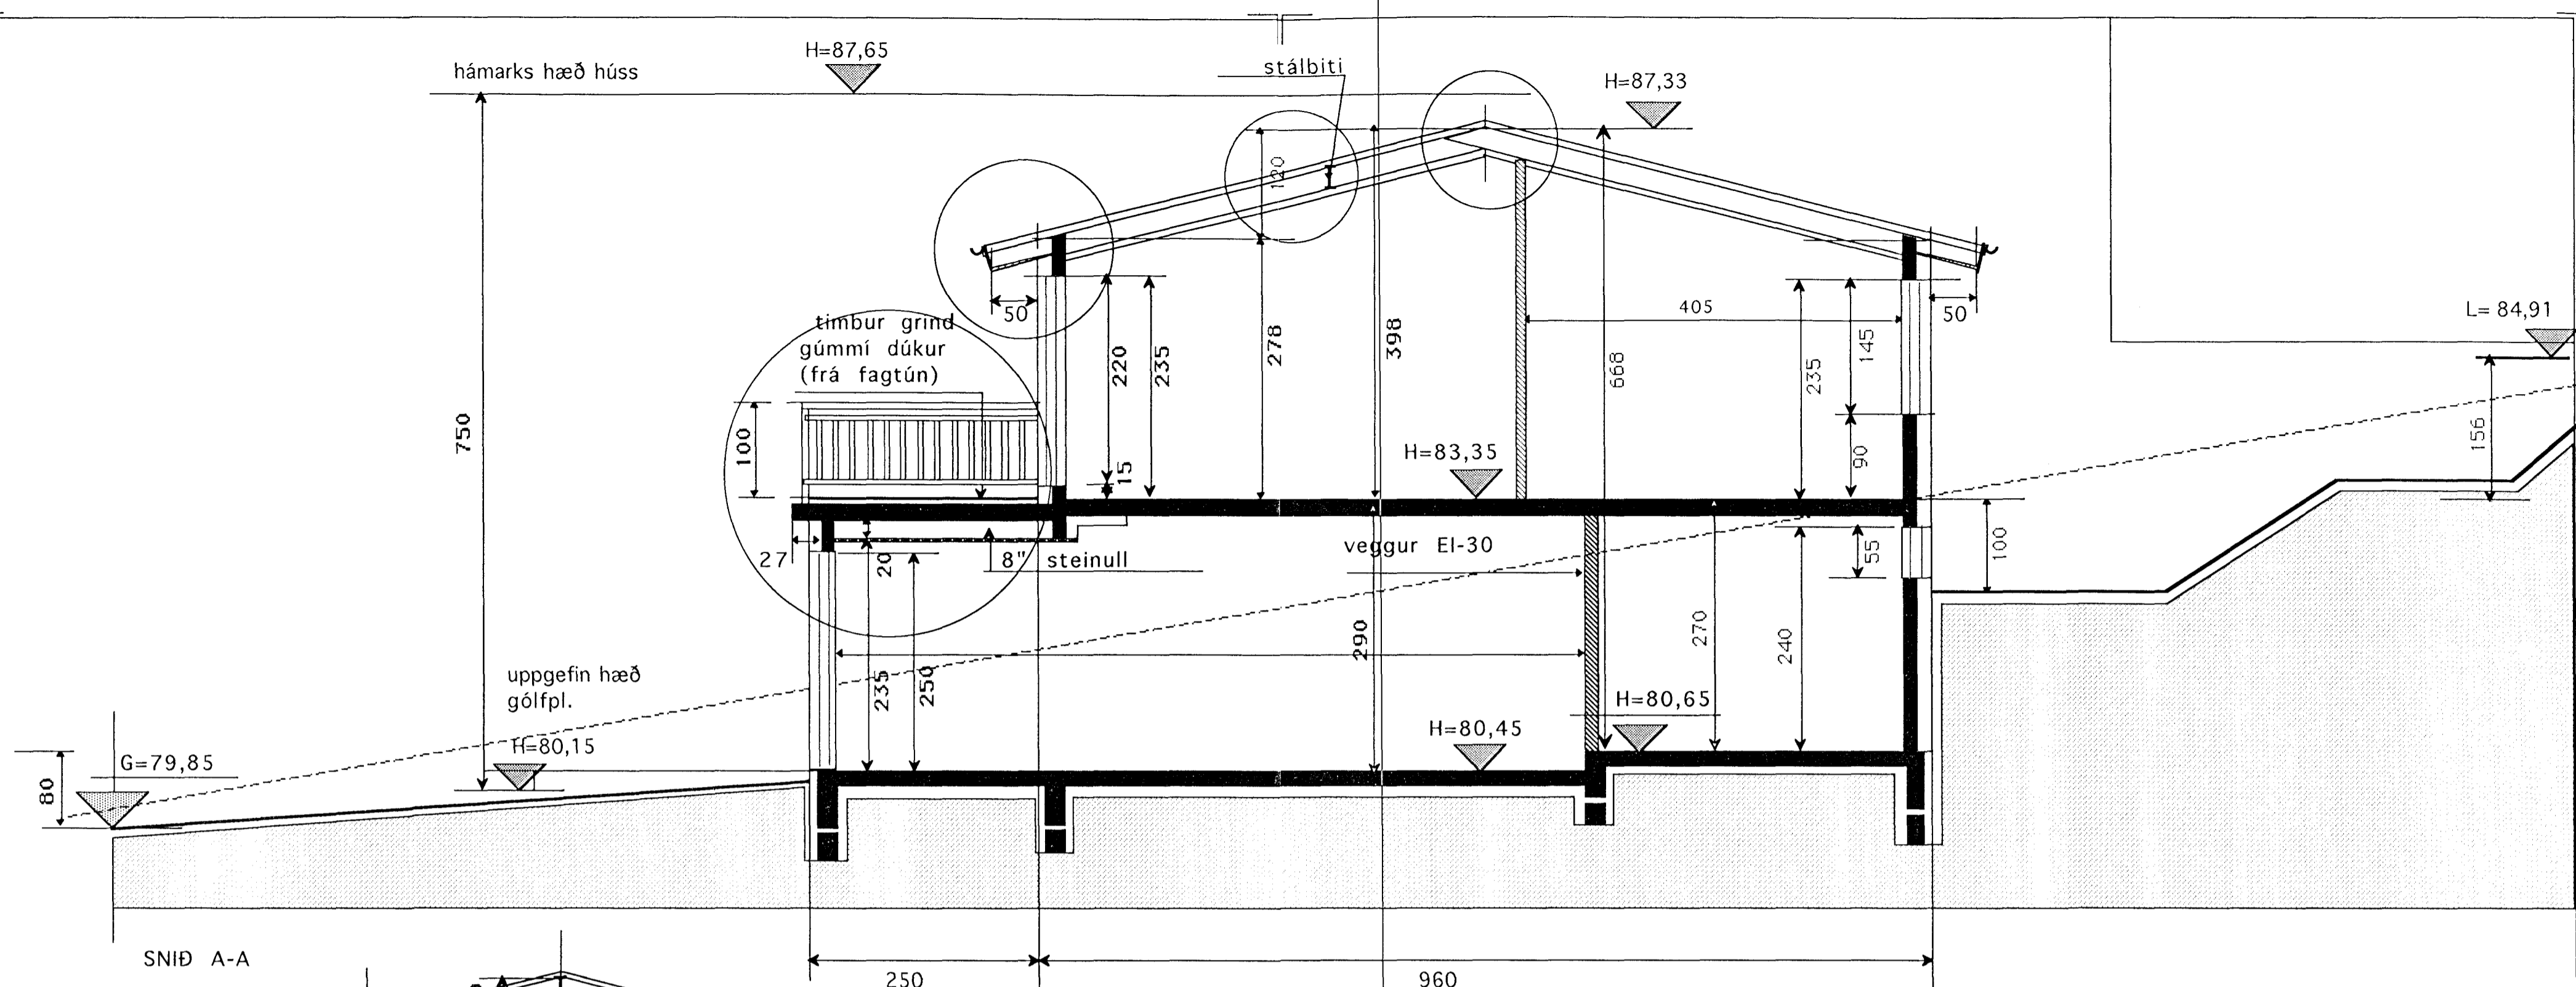 H=87,65
hámarks hæð húss
stálbiti
H=87,33
120
50
timbur grind
gúmmí dúkur
(frá fagtún)
220
235
278
398
668
405
235
145
50
L= 84,91
750
100
15
H=83,35
90
156
27
20
8" steinull
veggur EI-30
55
100
235
250
290
270
240
uppgefin hæð
gólfpl.
H=80,15
G=79,85
80
H=80,45
H=80,65
SNIÐ A-A
250
960